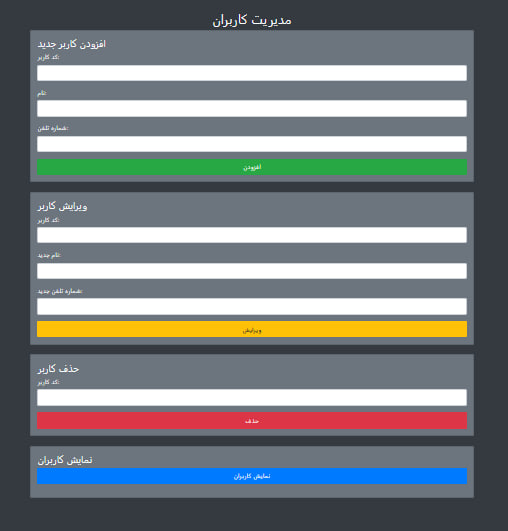 مدیریت کاربران
افزودن کاربر جدید
کد کاربر:
نام:
شماره تلفن:
افزودن
ویرایش کاربر
کد کاربر:
نام جدید:
شماره تلفن جدید:
ویرایش
حذف کاربر
کد کاربر:
حذف
نمایش کاربران
نمایش کاربران